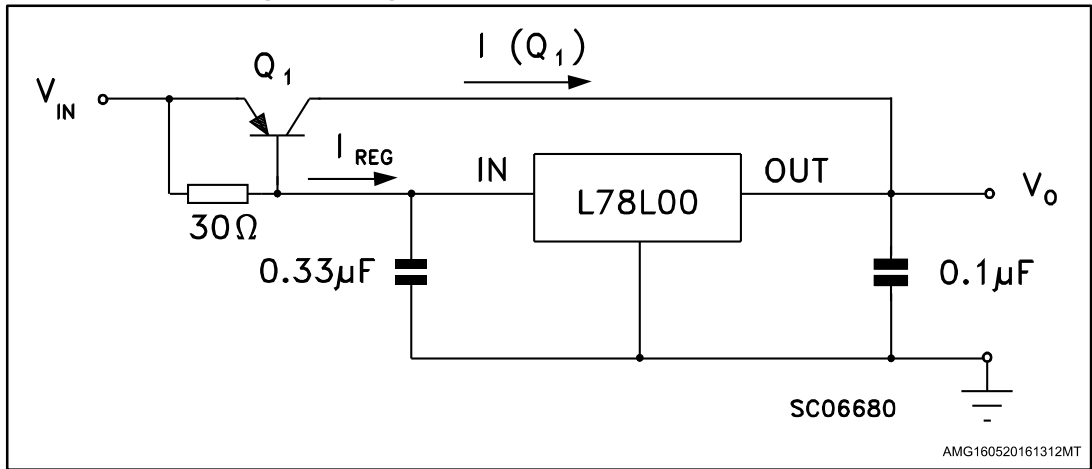 I (Q1)
Q1
VIN
IREG
IN
L78L00
OUT
VO
30Ω
0.33µF
0.1µF
SC06680
AMG160520161312MT